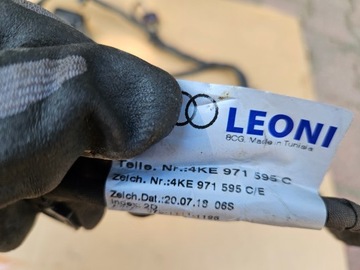 LEONI
BCG, Made in Tunisia
Teile. Nr.:4KE 971 595 C
Zeich. Nr.:4KE 971 595 C/E
Zeich.Dat.:20.07.18 06S